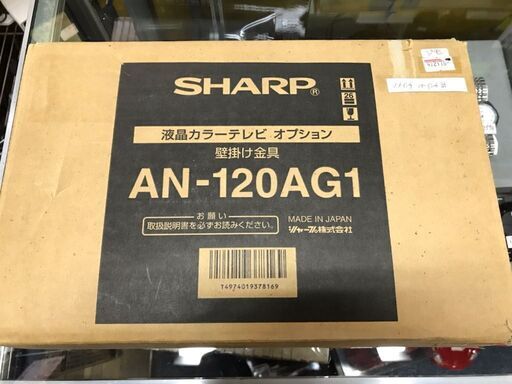 SHARP®
26
液晶カラーテレビ オプション
壁掛け金具
AN-120AG1
お願い
取扱説明書を必ずお読みください。
MADE IN JAPAN
シャープ株式会社
T4974019378169